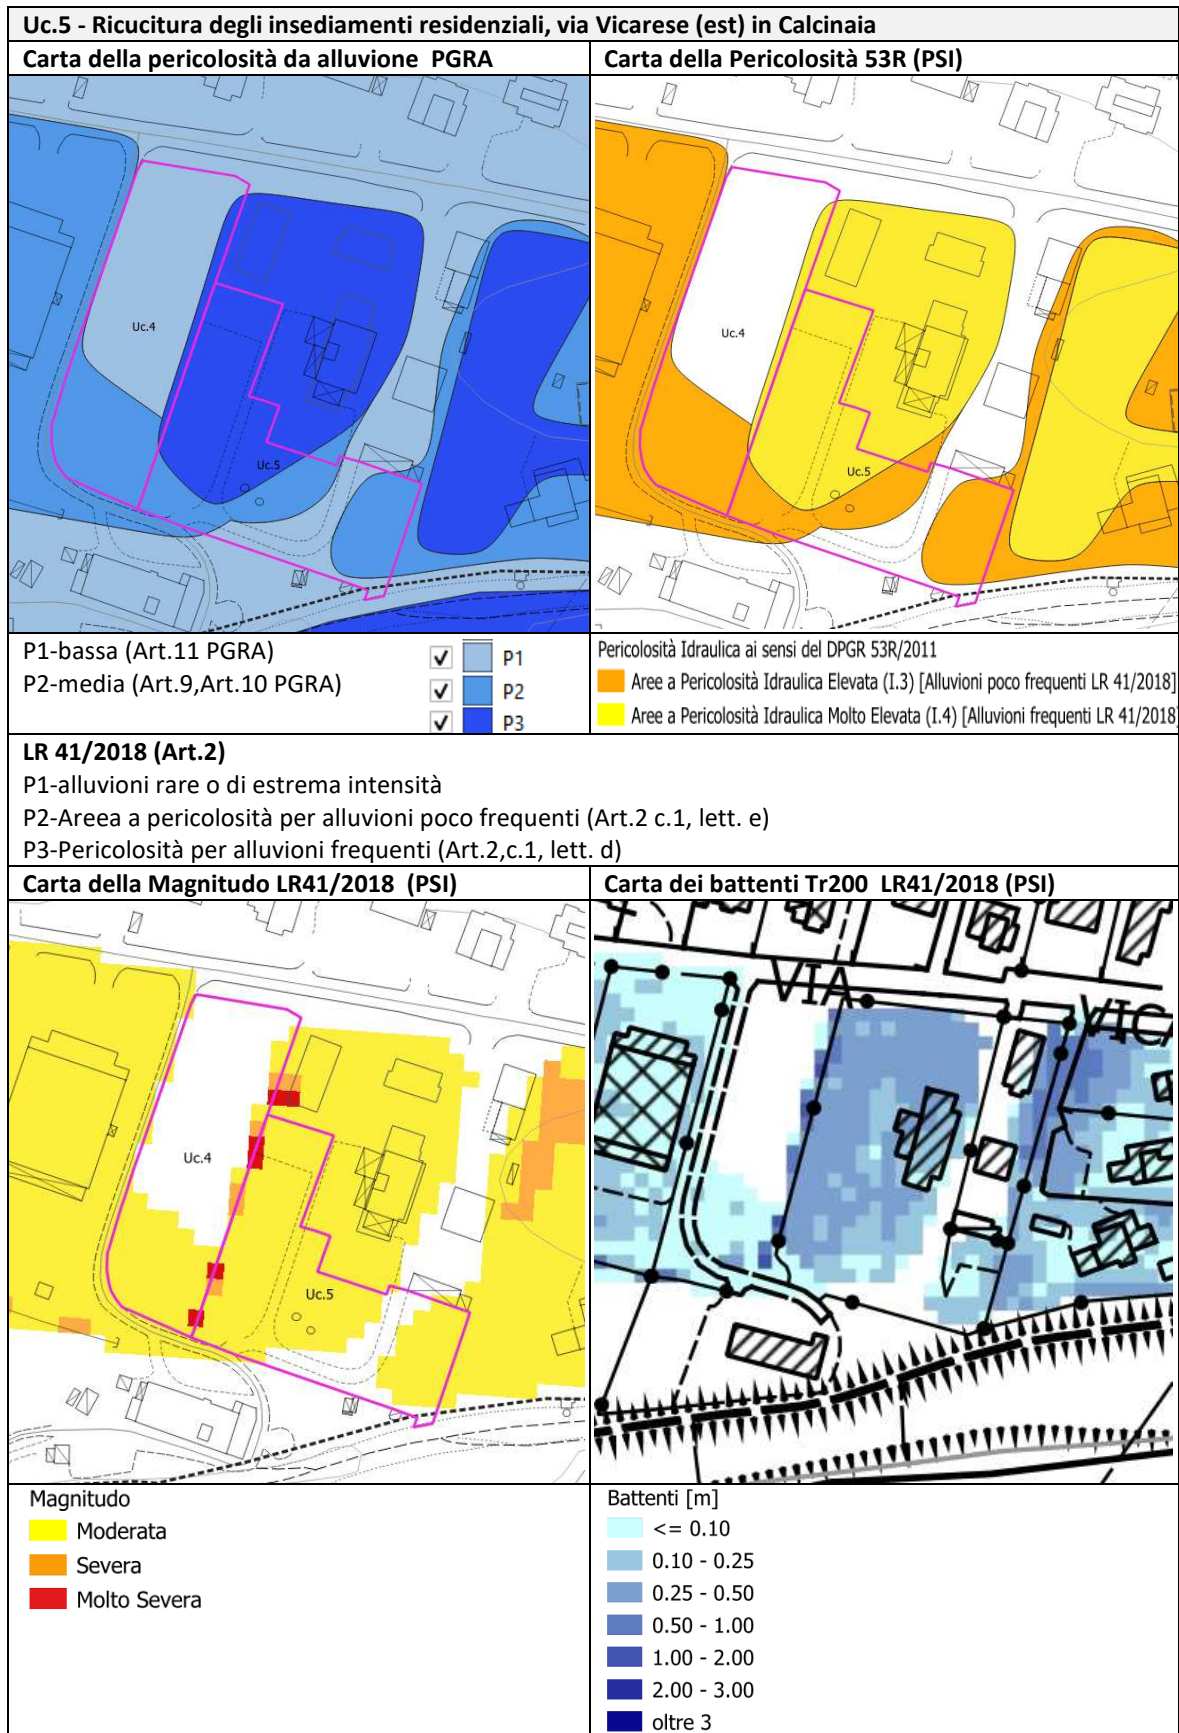 Uc.5 - Ricucitura degli insediamenti residenziali, via Vicarese (est) in Calcinaia
Carta della pericolosità da alluvione PGRA
Carta della Pericolosità 53R (PSI)
Uc.4
Uc.5
Uc.4
Uc.5
P1-bassa (Art.11 PGRA)
P2-media (Art.9,Art.10 PGRA)
P1
P2
P3
Pericolosità Idraulica ai sensi del DPGR 53R/2011
Aree a Pericolosità Idraulica Elevata (I.3) [Alluvioni poco frequenti LR 41/2018]
Aree a Pericolosità Idraulica Molto Elevata (I.4) [Alluvioni frequenti LR 41/2018]
LR 41/2018 (Art.2)
P1-alluvioni rare o di estrema intensità
P2-Areea a pericolosità per alluvioni poco frequenti (Art.2 c.1, lett. e)
P3-Pericolosità per alluvioni frequenti (Art.2,c.1, lett. d)
Carta della Magnitudo LR41/2018 (PSI)
Carta dei battenti Tr200 LR41/2018 (PSI)
Uc.4
Uc.5
VIA
VICA
Magnitudo
Moderata
Severa
Molto Severa
Battenti [m]
<= 0.10
0.10 - 0.25
0.25 - 0.50
0.50 - 1.00
1.00 - 2.00
2.00 - 3.00
oltre 3